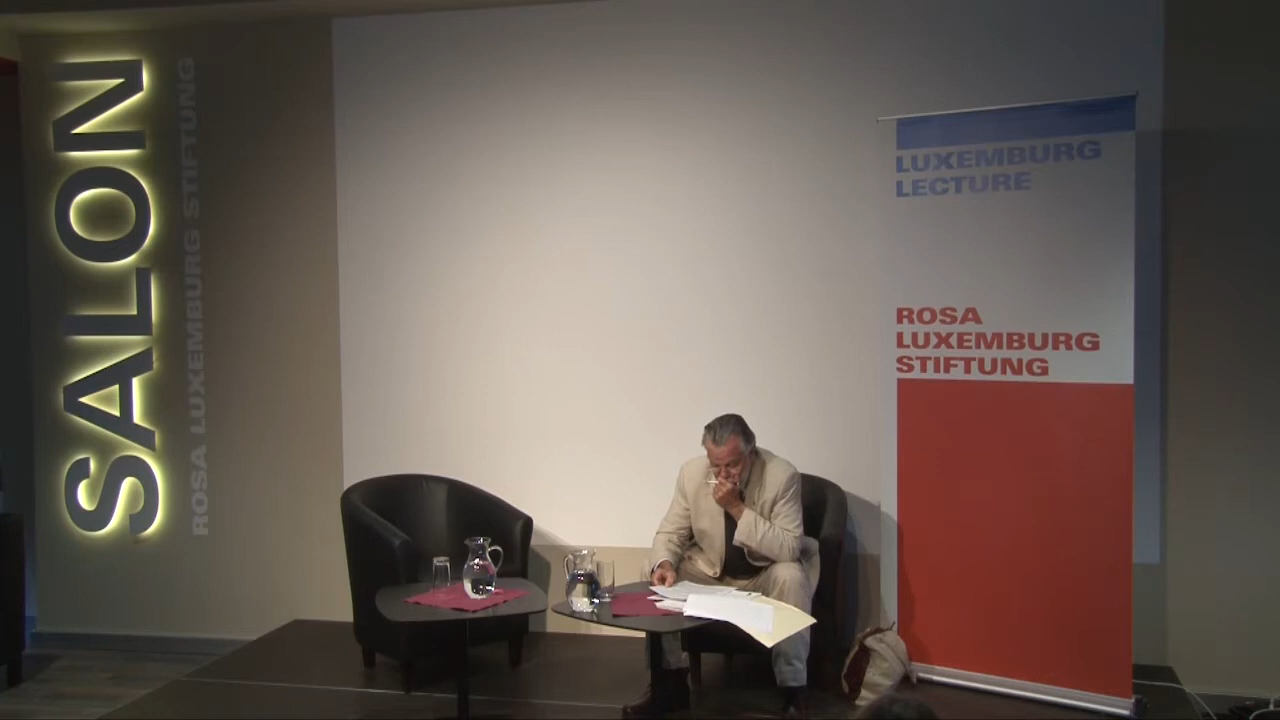 SALON
ROSA LUXEMBURG STIFTUNG
LUXEMBURG
LECTURE
ROSA
LUXEMBURG
STIFTUNG